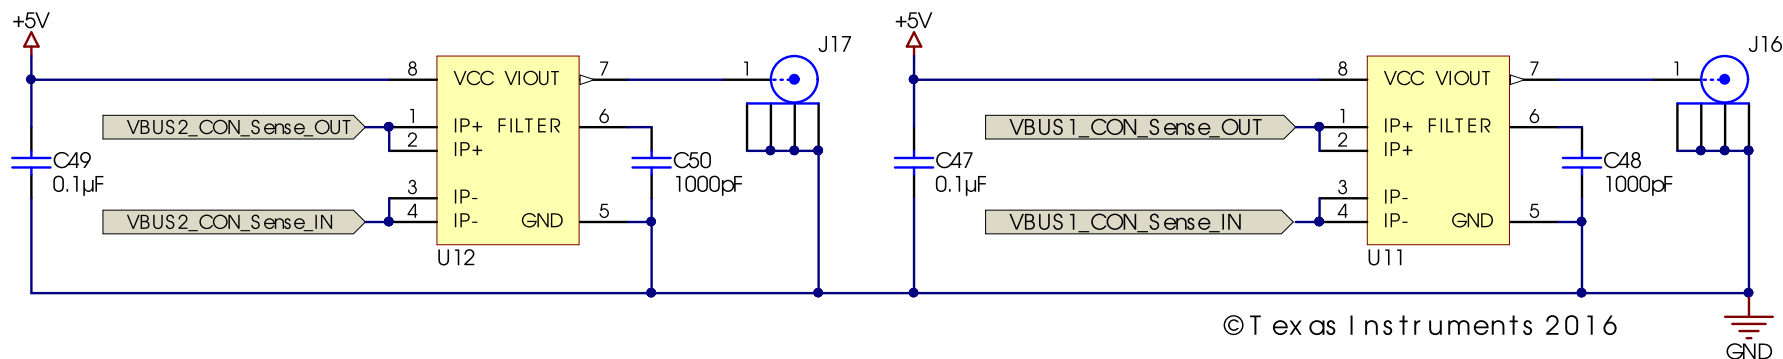 +5V
8
VCC VIOUT
7
1
J17
VBUS2_CON_Sense_OUT
1
2
IP+
IP+
FILTER
6
C49
0.1µF
C50
1000pF
3
4
IP-
IP-
VBUS2_CON_Sense_IN
GND
5
U12
+5V
8
VCC VIOUT
7
1
J16
VBUS1_CON_Sense_OUT
1
2
IP+
IP+
FILTER
6
C47
0.1µF
C48
1000pF
3
4
IP-
IP-
VBUS1_CON_Sense_IN
GND
5
U11
©Texas Instruments 2016
GND